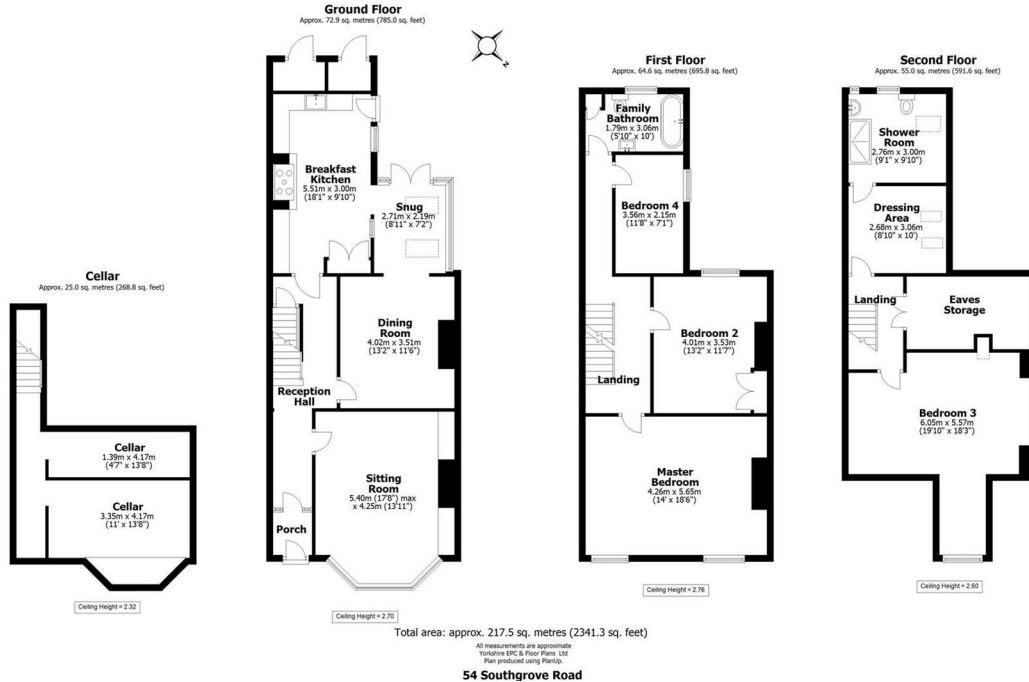 Ground Floor
Approx. 72.9 sq. metres (785.0 sq. feet)
N
Breakfast
Kitchen
5.51m x 3.00m
(18'1" x 9'10")
Snug
2.71m x 2.19m
(8'11" x 7'2")
Dining
Room
4.02m x 3.51m
(13'2" x 11'6")
Reception
Hall
Sitting
Room
5.40m (17'8") max
x 4.25m (13'11")
Porch
Ceiling Height = 2.70
Cellar
Approx. 25.0 sq. metres (268.8 sq. feet)
Cellar
1.39m x 4.17m
(4'7" x 13'8")
Cellar
3.35m x 4.17m
(11' x 13'8")
Ceiling Height = 2.32
First Floor
Approx. 64.6 sq. metres (695.8 sq. feet)
Family
Bathroom
1.79m x 3.06m
(5'10" x 10')
Bedroom 4
3.56m x 2.15m
(11'8" x 7'1")
Bedroom 2
4.01m x 3.53m
(13'2" x 11'7")
Landing
Master
Bedroom
4.26m x 5.65m
(14' x 18'6")
Ceiling Height = 2.76
Second Floor
Approx. 55.0 sq. metres (591.6 sq. feet)
Shower
Room
2.76m x 3.00m
(9'1" x 9'10")
Dressing
Area
2.68m x 3.06m
(8'10" x 10')
Landing
Eaves
Storage
Bedroom 3
6.05m x 5.57m
(19'10" x 18'3")
Ceiling Height = 2.60
Total area: approx. 217.5 sq. metres (2341.3 sq. feet)
All measurements are approximate
Yorkshire EPC & Floor Plans Ltd
Plan produced using PlanUp.
54 Southgrove Road